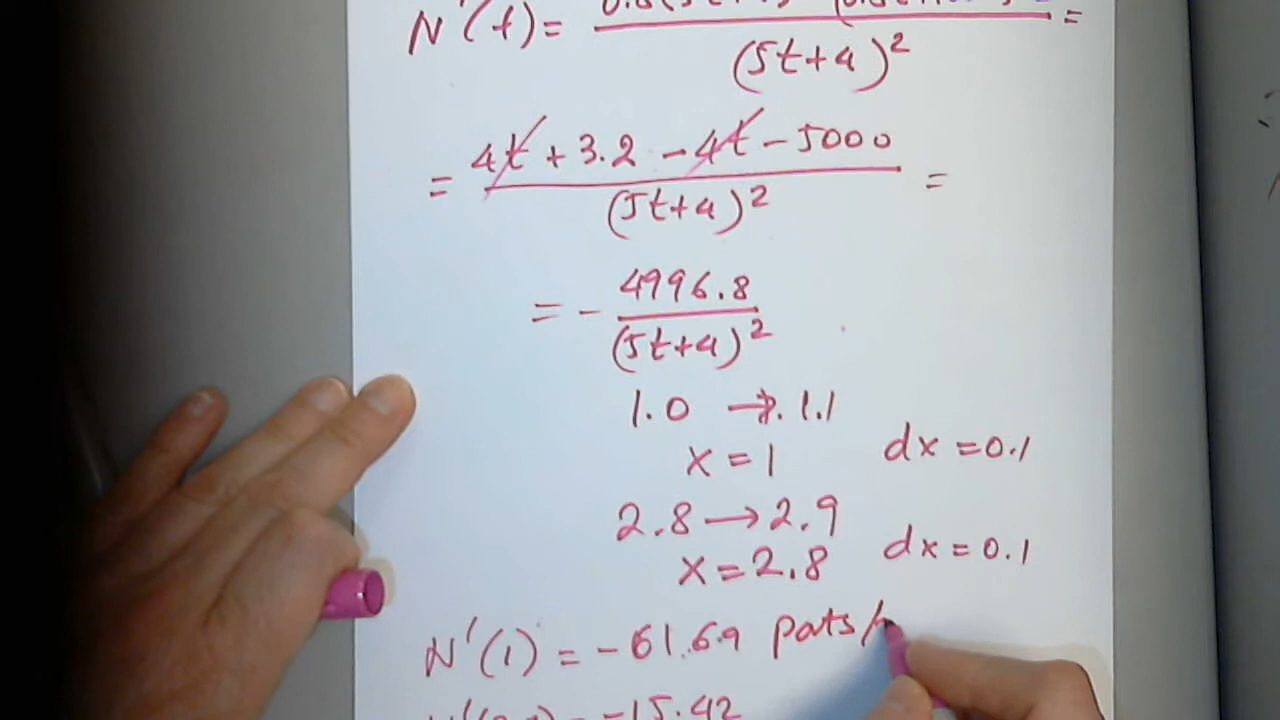 N'(t) = =
(5t+4)²
= 4t + 3.2 - 4t - 5000 =
(5t+4)²
= - 4996.8
(5t+4)²
1.0 → 1.1
x = 1 dx = 0.1
2.8 → 2.9
x = 2.8 dx = 0.1
N'(1) = -61.69 pats/
= -15.42